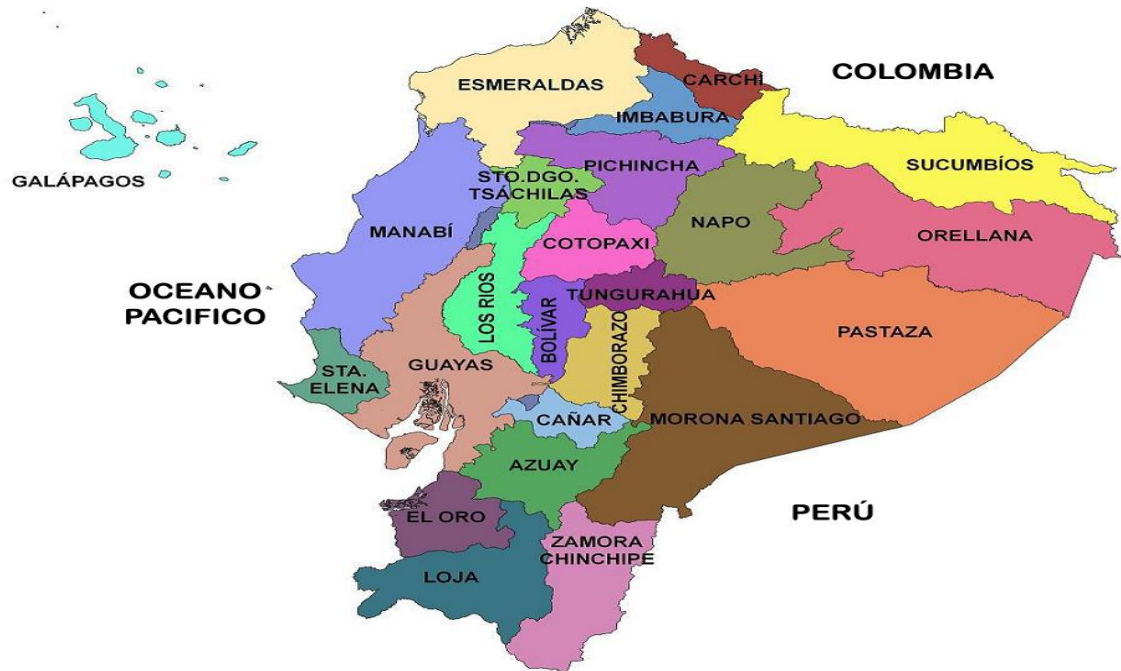 ESMERALDAS
CARCHÍ
COLOMBIA
IMBABURA
GALÁPAGOS
PICHINCHA
SUCUMBÍOS
STO.DGO.
TSÁCHILAS
MANABÍ
NAPO
ORELLANA
COTOPAXI
OCEANO
PACIFICO
LOS RIOS
BOLÍVAR
TUNGURAHUA
PASTAZA
STA.
ELENA
GUAYAS
CHIMBORAZO
CAÑAR
MORONA SANTIAGO
AZUAY
PERÚ
EL ORO
ZAMORA
CHINCHIPE
LOJA